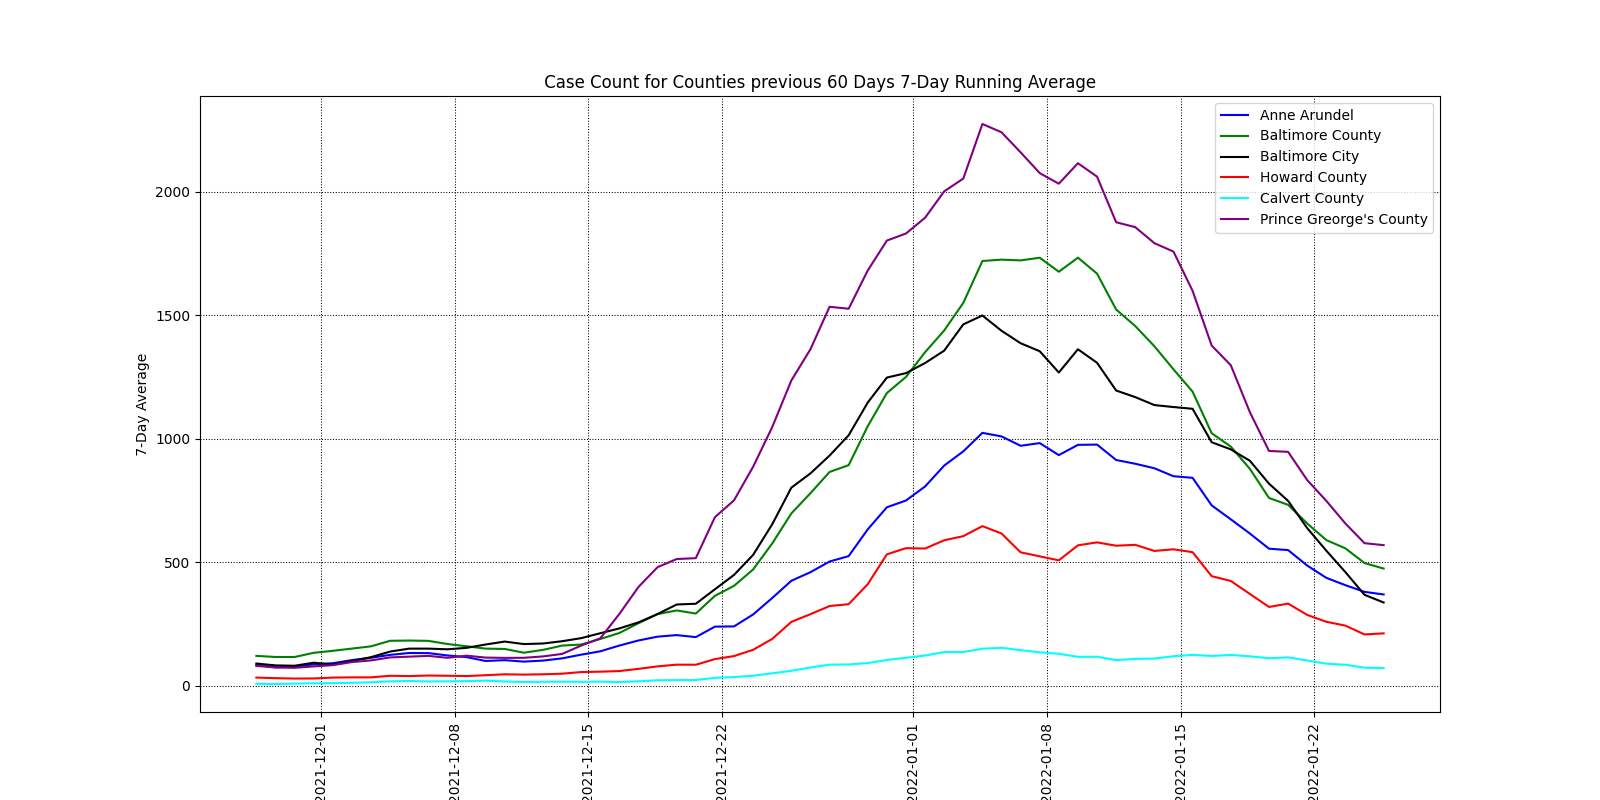 Case Count for Counties previous 60 Days 7-Day Running Average
Anne Arundel
Baltimore County
Baltimore City
Howard County
Calvert County
Prince Greorge's County
7-Day Average
2000
1500
1000
500
0
2021-12-01
2021-12-08
2021-12-15
2021-12-22
2022-01-01
2022-01-08
2022-01-15
2022-01-22